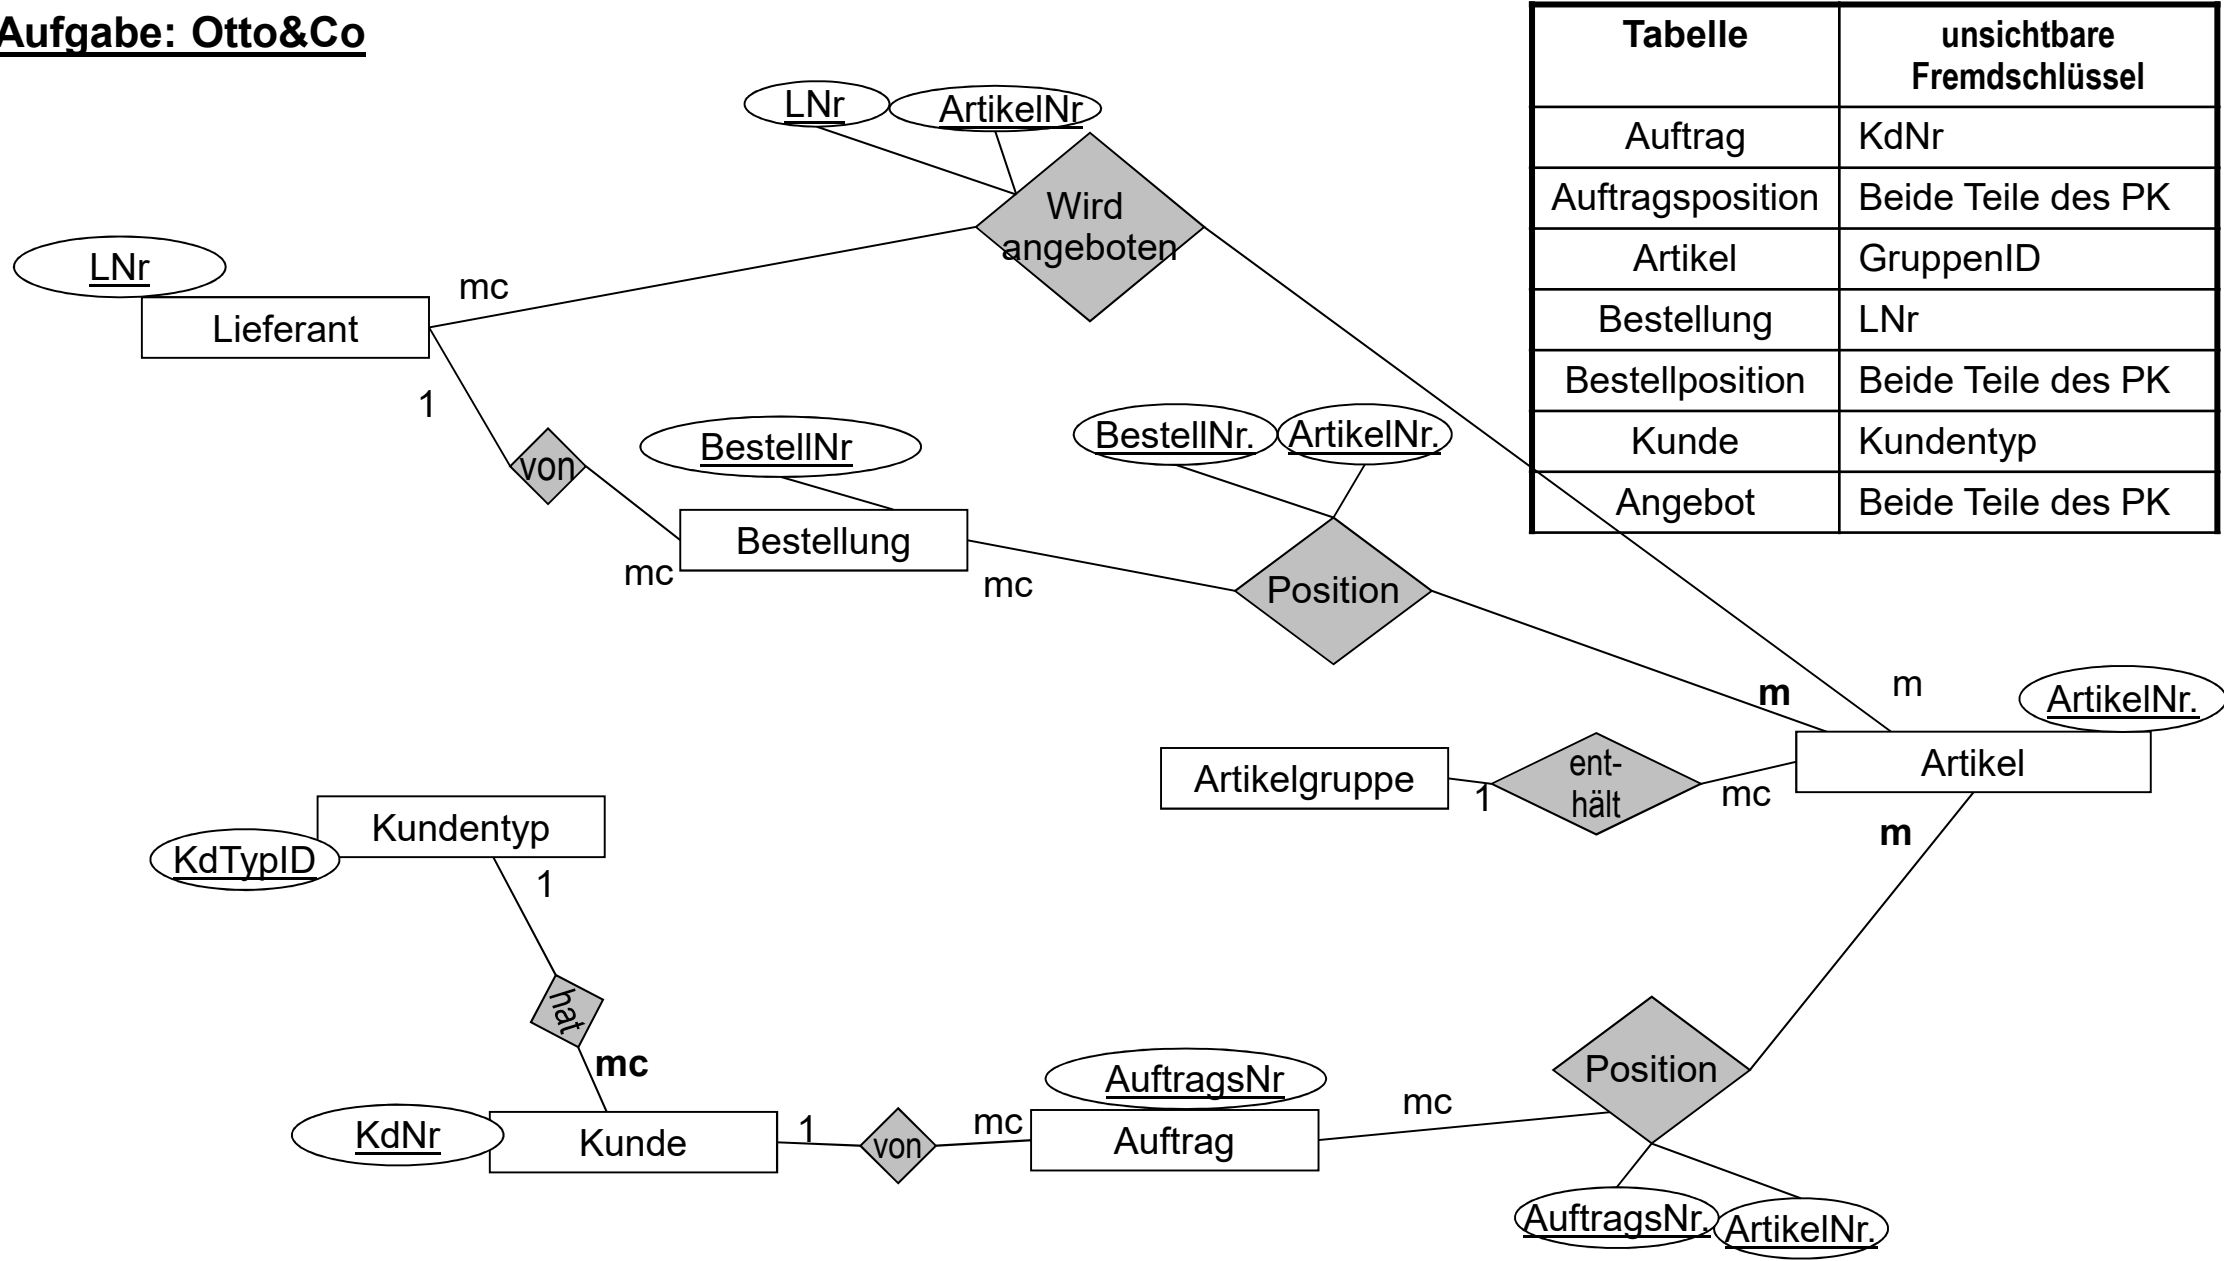 Aufgabe: Otto&Co
Tabelle
unsichtbare
Fremdschlüssel
Auftrag
KdNr
Auftragsposition
Beide Teile des PK
Artikel
GruppenID
Bestellung
LNr
Bestellposition
Beide Teile des PK
Kunde
Kundentyp
Angebot
Beide Teile des PK
LNr
ArtikelNr
Wird
angeboten
LNr
mc
Lieferant
1
von
BestellNr
BestellNr.
ArtikelNr.
Bestellung
mc
mc
Position
m
m
ArtikelNr.
Artikelgruppe
1
ent-
hält
mc
Artikel
m
Kundentyp
KdTypID
1
hat
mc
KdNr
Kunde
1
von
mc
AuftragsNr
Auftrag
mc
Position
AuftragsNr.
ArtikelNr.